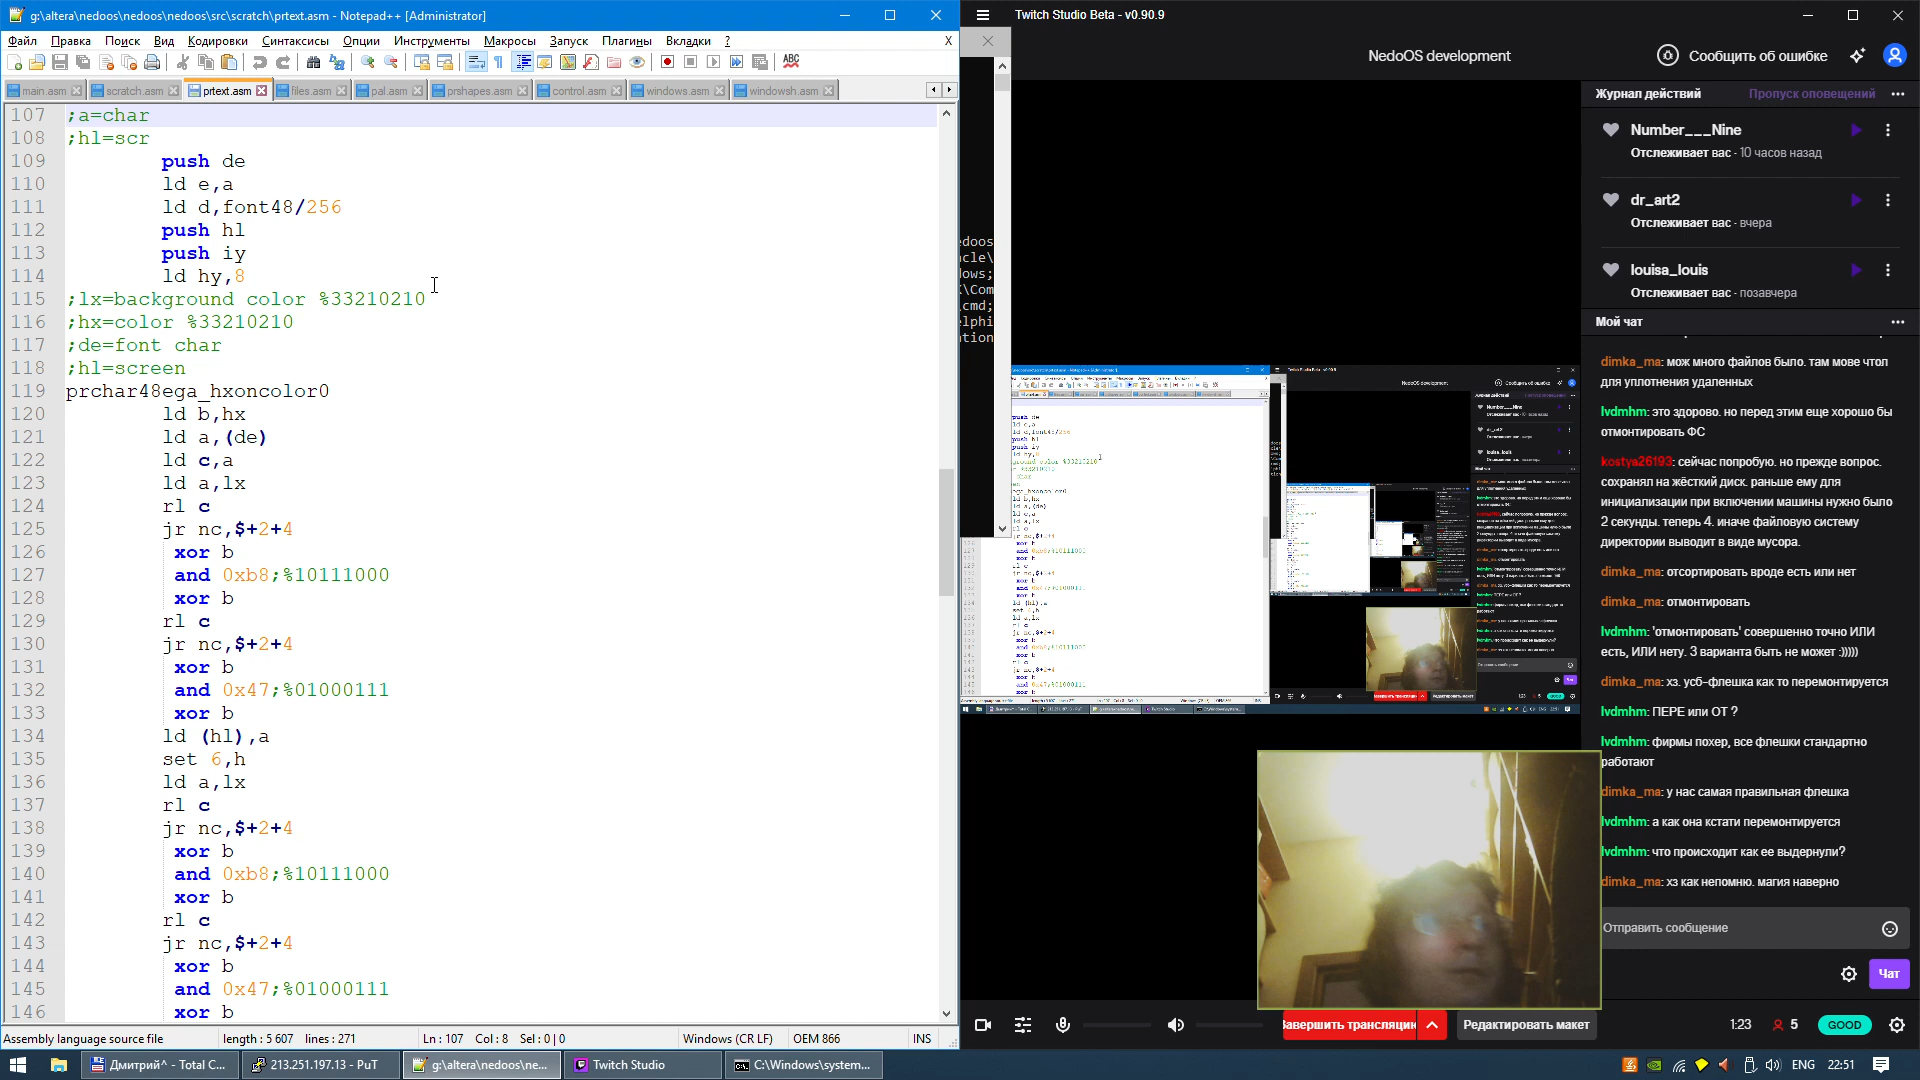 g:\altera\nedoos\nedoos\nedoos\src\scratch\prtext.asm - Notepad++ [Administrator]
Файл Правка Поиск Вид Кодировки Синтаксисы Опции Инструменты Макросы Запуск Плагины Вкладки ? X
main.asm scratch.asm prtext.asm files.asm pal.asm prshapes.asm control.asm windows.asm windowsh.asm
107 ;a=char
108 ;hl=scr
109 push de
110 ld e,a
111 ld d,font48/256
112 push hl
113 push iy
114 ld hy,8
115 ;lx=background color %33210210
116 ;hx=color %33210210
117 ;de=font char
118 ;hl=screen
119 prchar48ega_hxoncolor0
120 ld b,hx
121 ld a,(de)
122 ld c,a
123 ld a,lx
124 rl c
125 jr nc,$+2+4
126 xor b
127 and 0xb8;%10111000
128 xor b
129 rl c
130 jr nc,$+2+4
131 xor b
132 and 0x47;%01000111
133 xor b
134 ld (hl),a
135 set 6,h
136 ld a,lx
137 rl c
138 jr nc,$+2+4
139 xor b
140 and 0xb8;%10111000
141 xor b
142 rl c
143 jr nc,$+2+4
144 xor b
145 and 0x47;%01000111
146 xor b
Assembly language source file length : 5 607 lines : 271 Ln : 107 Col : 8 Sel : 0 | 0 Windows (CR LF) OEM 866 INS
Twitch Studio Beta - v0.90.9
NedoOS development
Сообщить об ошибке
Журнал действий Пропуск оповещений
Number___Nine
Отслеживает вас - 10 часов назад
dr_art2
Отслеживает вас - вчера
louisa_louis
Отслеживает вас - позавчера
Мой чат
dimka_ma: мож много файлов было. там мове чтол
для уплотнения удаленных
lvdmhm: это здорово. но перед этим еще хорошо бы
отмонтировать ФС
kostya26193: сейчас попробую. но прежде вопрос.
сохранял на жёсткий диск. раньше ему для
инициализации при включении машины нужно было
2 секунды. теперь 4. иначе файловую систему
директории выводит в виде мусора.
dimka_ma: отсортировать вроде есть или нет
dimka_ma: отмонтировать
lvdmhm: 'отмонтировать' совершенно точно ИЛИ
есть, ИЛИ нету. 3 варианта быть не может :)))))
dimka_ma: хз. усб-флешка как то перемонтируется
lvdmhm: ПЕРЕ или ОТ ?
lvdmhm: фирмы похер, все флешки стандартно
работают
dimka_ma: у нас самая правильная флешка
lvdmhm: а как она кстати перемонтируется
lvdmhm: что происходит как ее выдернули?
dimka_ma: хз как непомню. магия наверно
Отправить сообщение
Чат
Завершить трансляцию Редактировать макет 1:23 5 GOOD
Дмитрий^ - Total C... 213.251.197.13 - PuT g:\altera\nedoos\ne... Twitch Studio C:\Windows\system... ENG 22:51